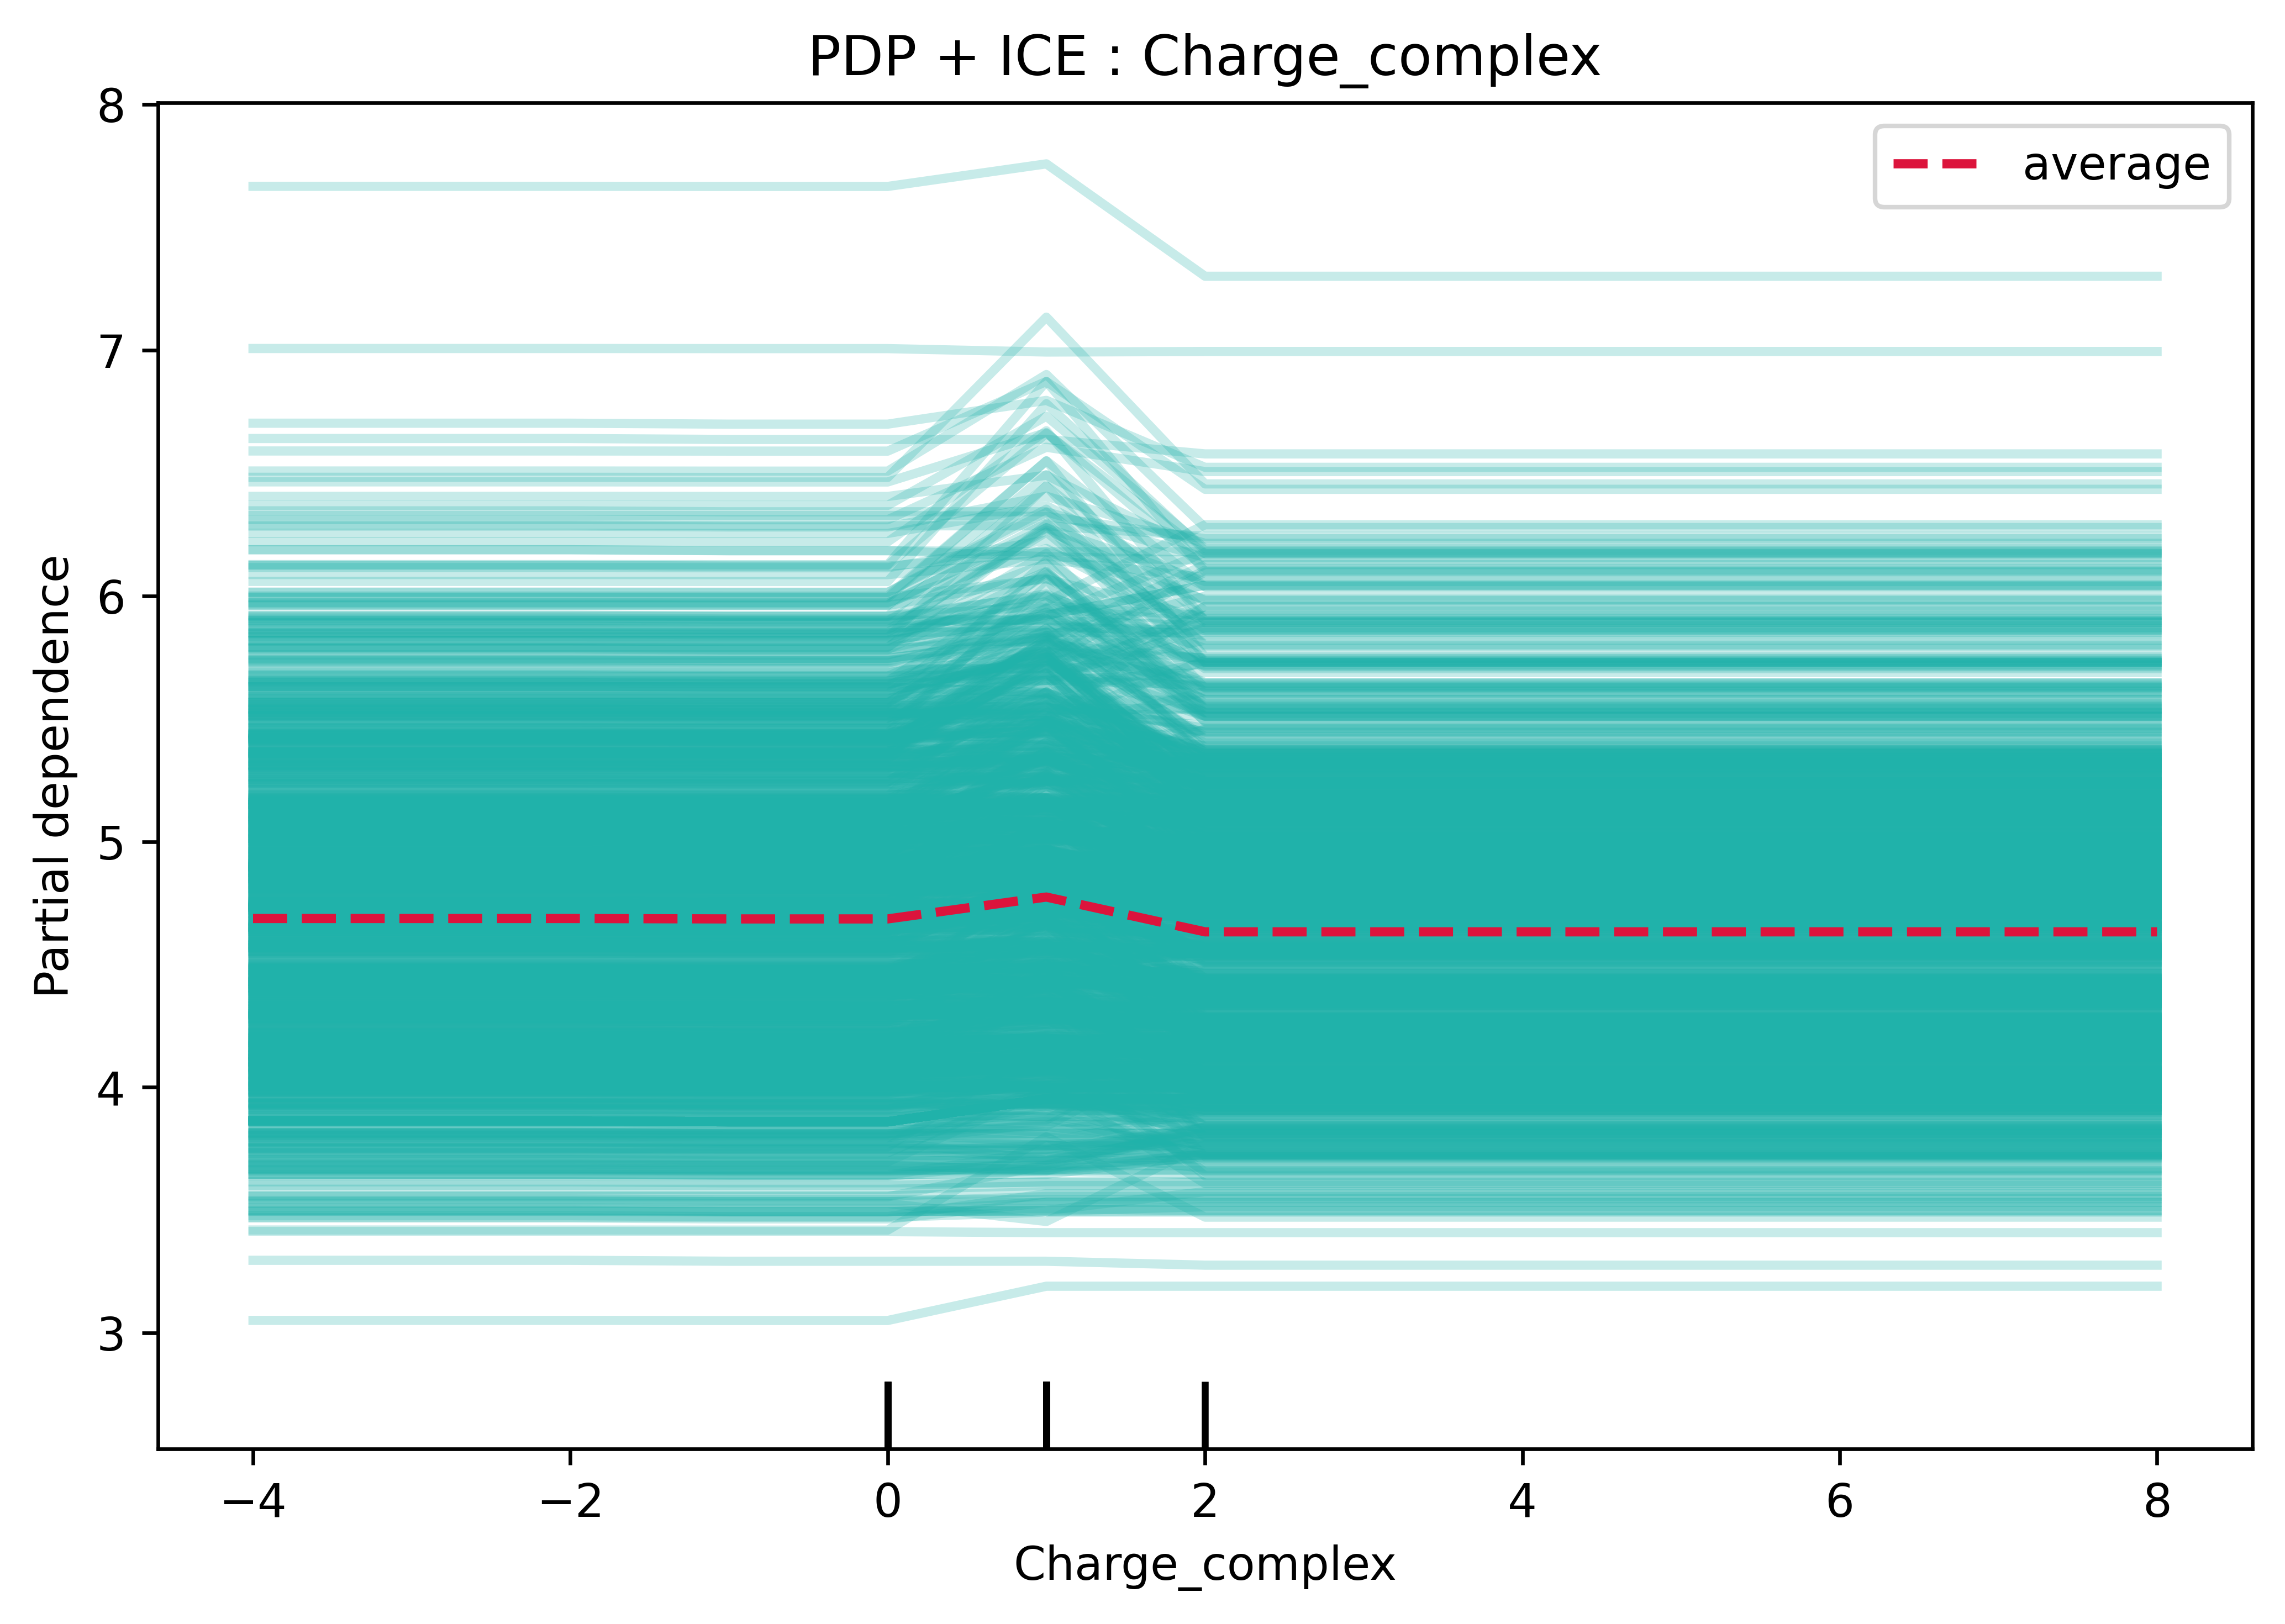 PDP + ICE : Charge_complex
average
Partial dependence
8
7
6
5
4
3
−4 −2 0 2 4 6 8
Charge_complex